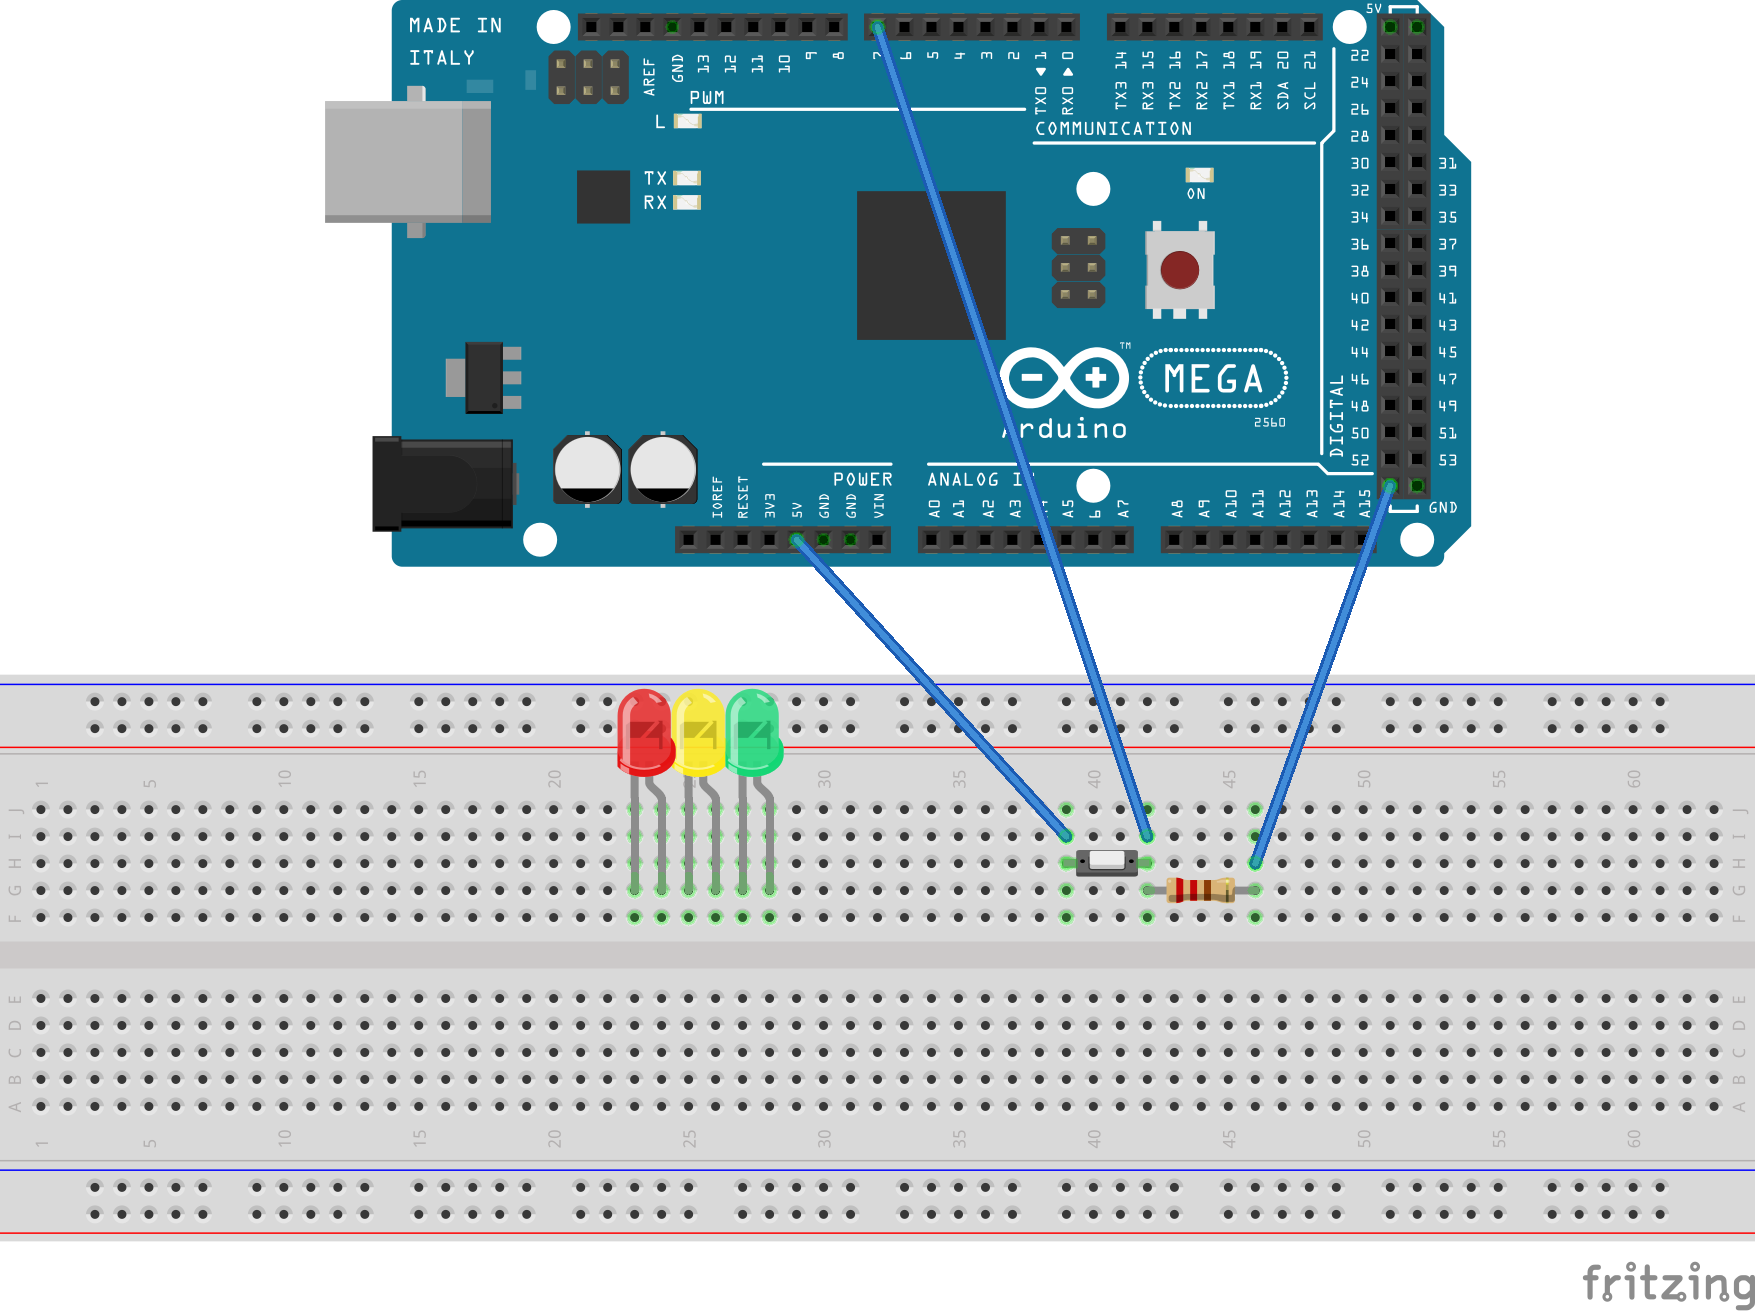 MADE IN
ITALY
AREF
GND
13
12
11
10
9
8
7
6
5
4
3
2
TX0 1
RX0 0
TX3 14
RX3 15
TX2 16
RX2 17
TX1 18
RX1 19
SDA 20
SCL 21
PWM
COMMUNICATION
L
TX
RX
ON
5V
22
24
26
28
30 31
32 33
34 35
36 37
38 39
40 41
42 43
44 45
46 47
48 49
50 51
52 53
GND
DIGITAL
TM
MEGA
2560
Arduino
POWER
ANALOG I
IOREF
RESET
3V3
5V
GND
GND
VIN
A0
A1
A2
A3
A5
6
A7
A8
A9
A10
A11
A12
A13
A14
A15
1 5 10 15 20 25 30 35 40 45 50 55 60
J J
I I
H H
G G
F F
E E
D D
C C
B B
A A
1 5 10 15 20 25 30 35 40 45 50 55 60
fritzing